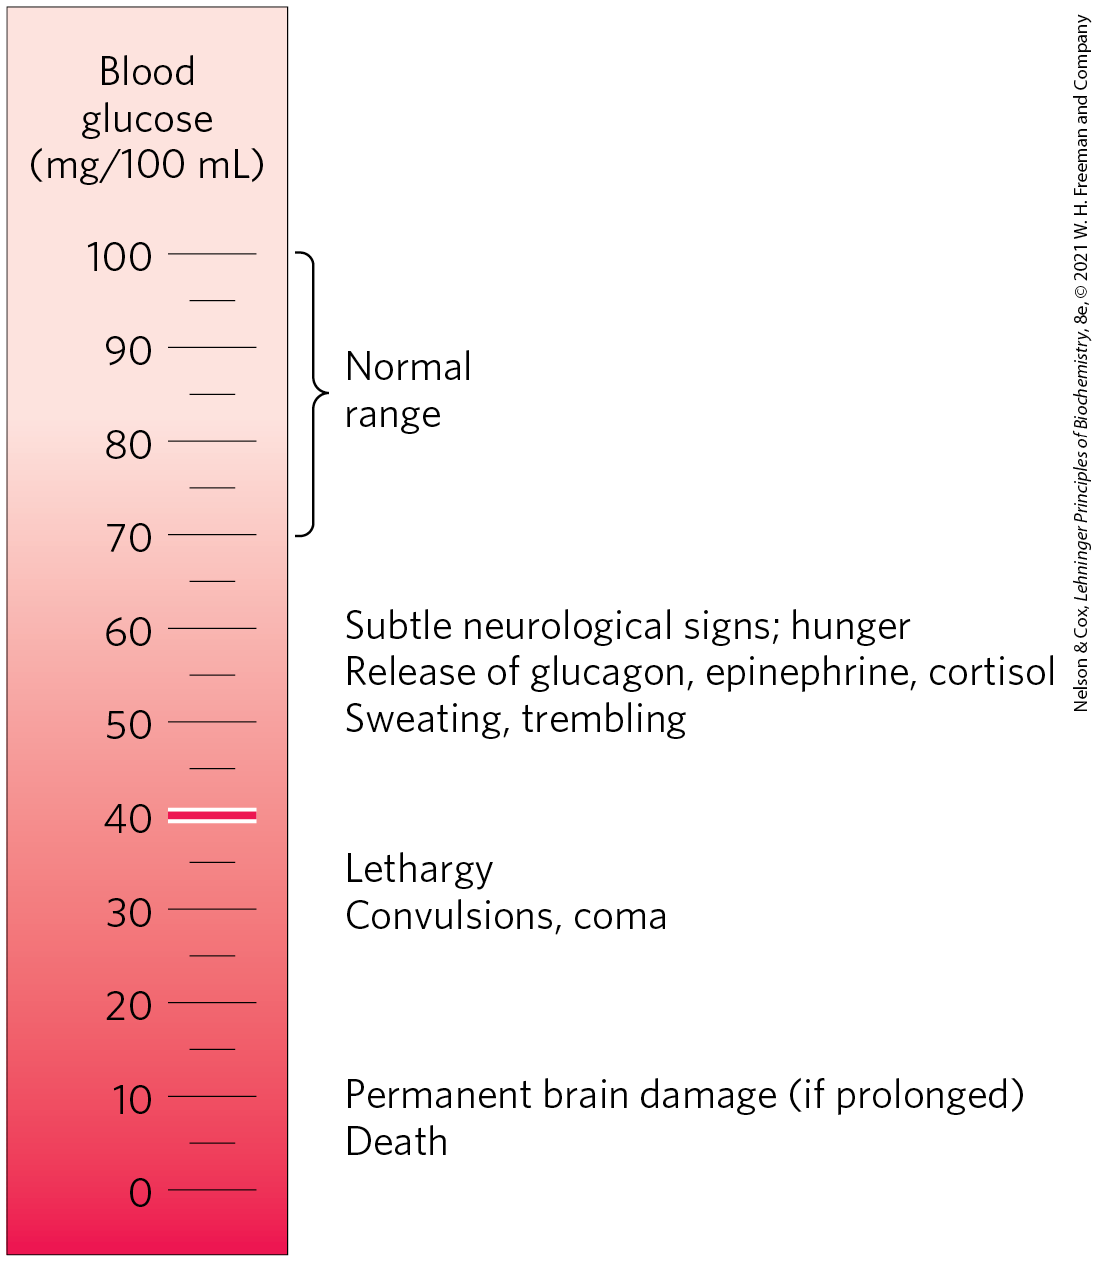 Blood
glucose
(mg/100 mL)
100
90
80
70
60
50
40
30
20
10
0
Normal
range
Subtle neurological signs; hunger
Release of glucagon, epinephrine, cortisol
Sweating, trembling
Lethargy
Convulsions, coma
Permanent brain damage (if prolonged)
Death
Nelson & Cox, Lehninger Principles of Biochemistry, 8e, © 2021 W. H. Freeman and Company